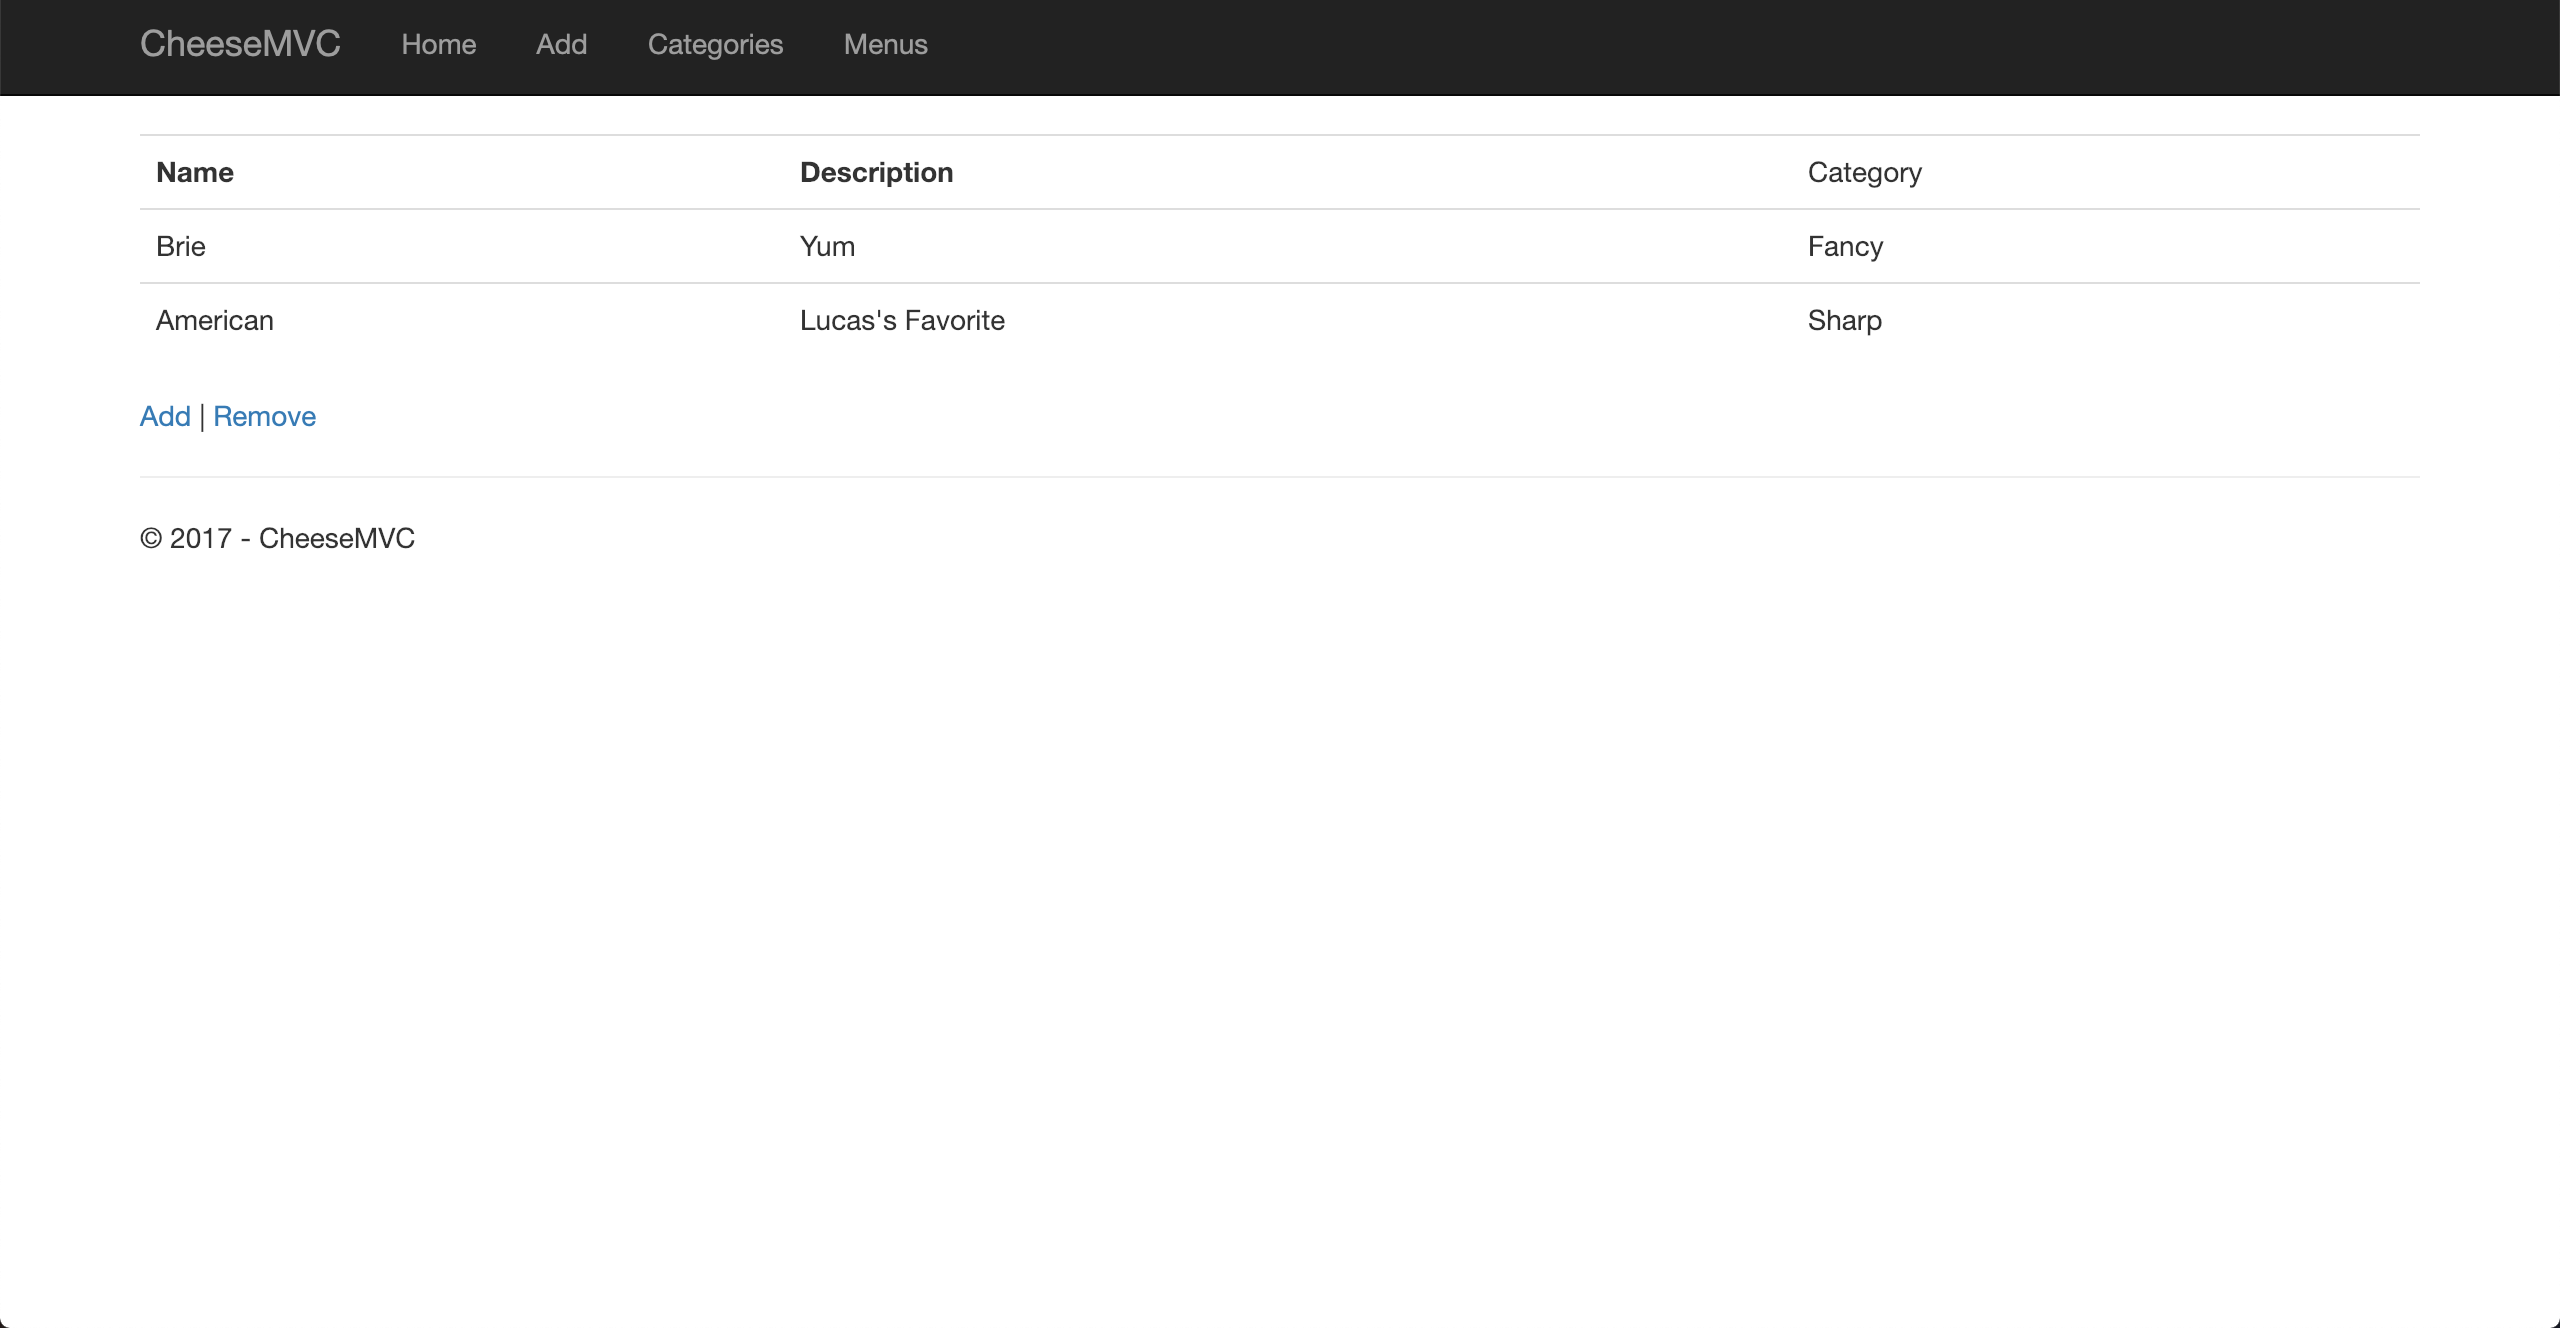 CheeseMVC Home Add Categories Menus
Name Description Category
Brie Yum Fancy
American Lucas's Favorite Sharp
Add | Remove
© 2017 - CheeseMVC